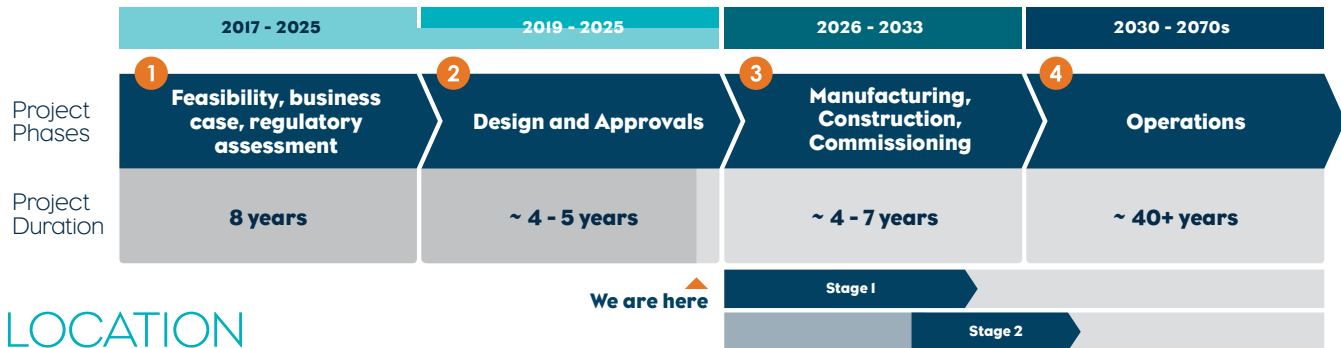 2017 - 2025
2019 - 2025
2026 - 2033
2030 - 2070s
Project
Phases
1
Feasibility, business
case, regulatory
assessment
2
Design and Approvals
3
Manufacturing,
Construction,
Commissioning
4
Operations
Project
Duration
8 years
~ 4 - 5 years
~ 4 - 7 years
~ 40+ years
We are here
Stage 1
Stage 2
LOCATION